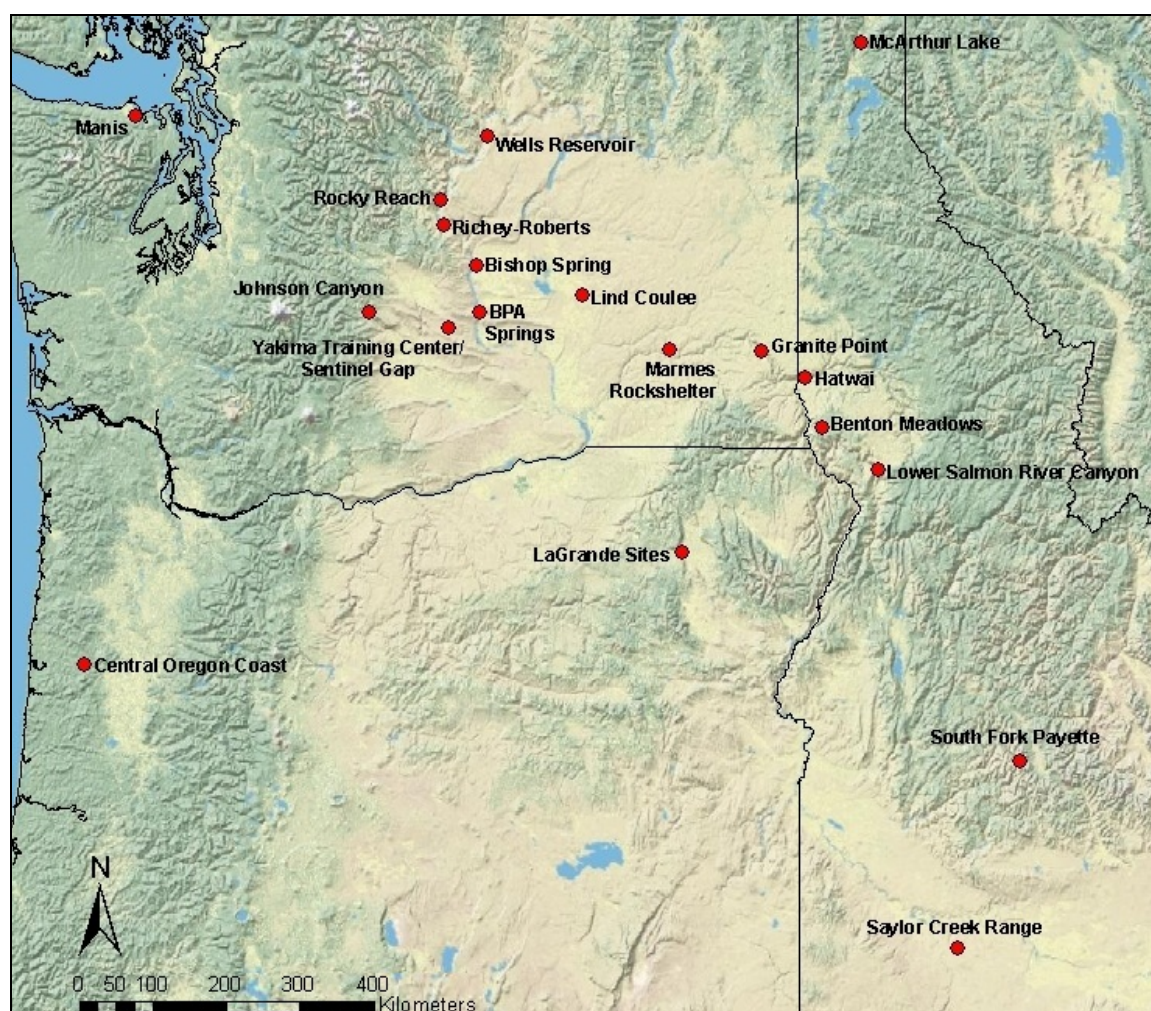 McArthur Lake
Manis
Wells Reservoir
Rocky Reach
Richey-Roberts
Bishop Spring
Johnson Canyon
Lind Coulee
BPA
Springs
Yakima Training Center/
Sentinel Gap
Granite Point
Marmes
Rockshelter
Hatwai
Benton Meadows
Lower Salmon River Canyon
LaGrande Sites
Central Oregon Coast
South Fork Payette
N
Saylor Creek Range
0 50 100 200 300 400
Kilometers